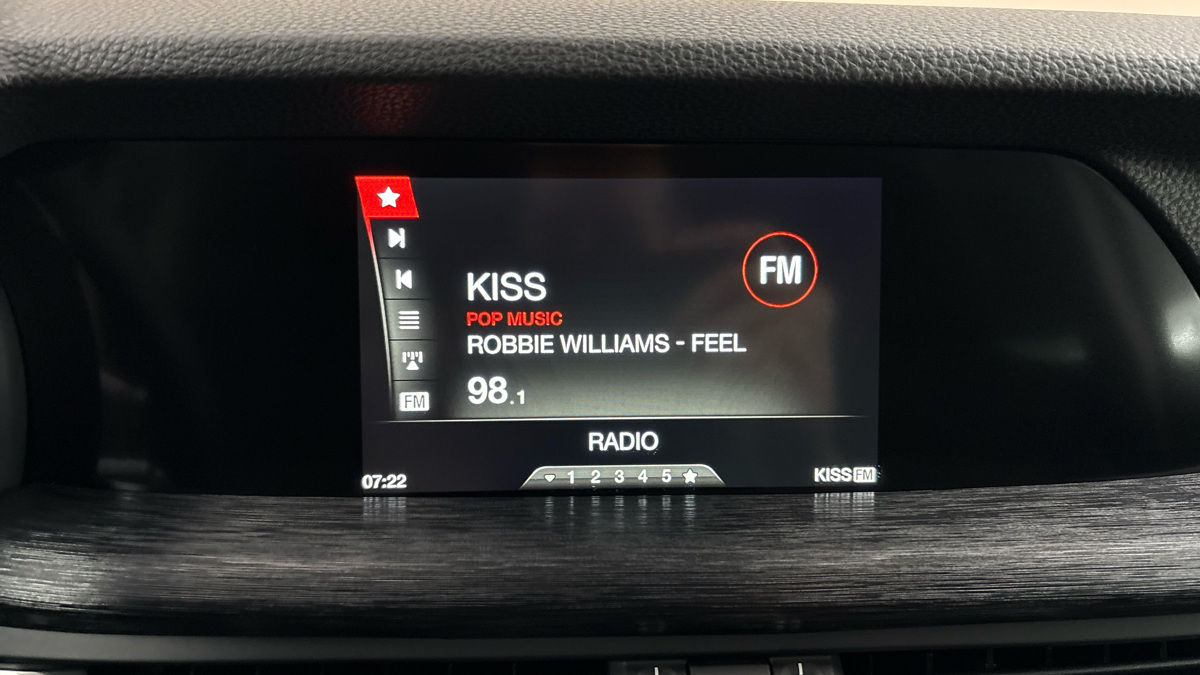 KISS
FM
POP MUSIC
ROBBIE WILLIAMS - FEEL
98.1
FM
RADIO
07:22
1 2 3 4 5
KISS FM